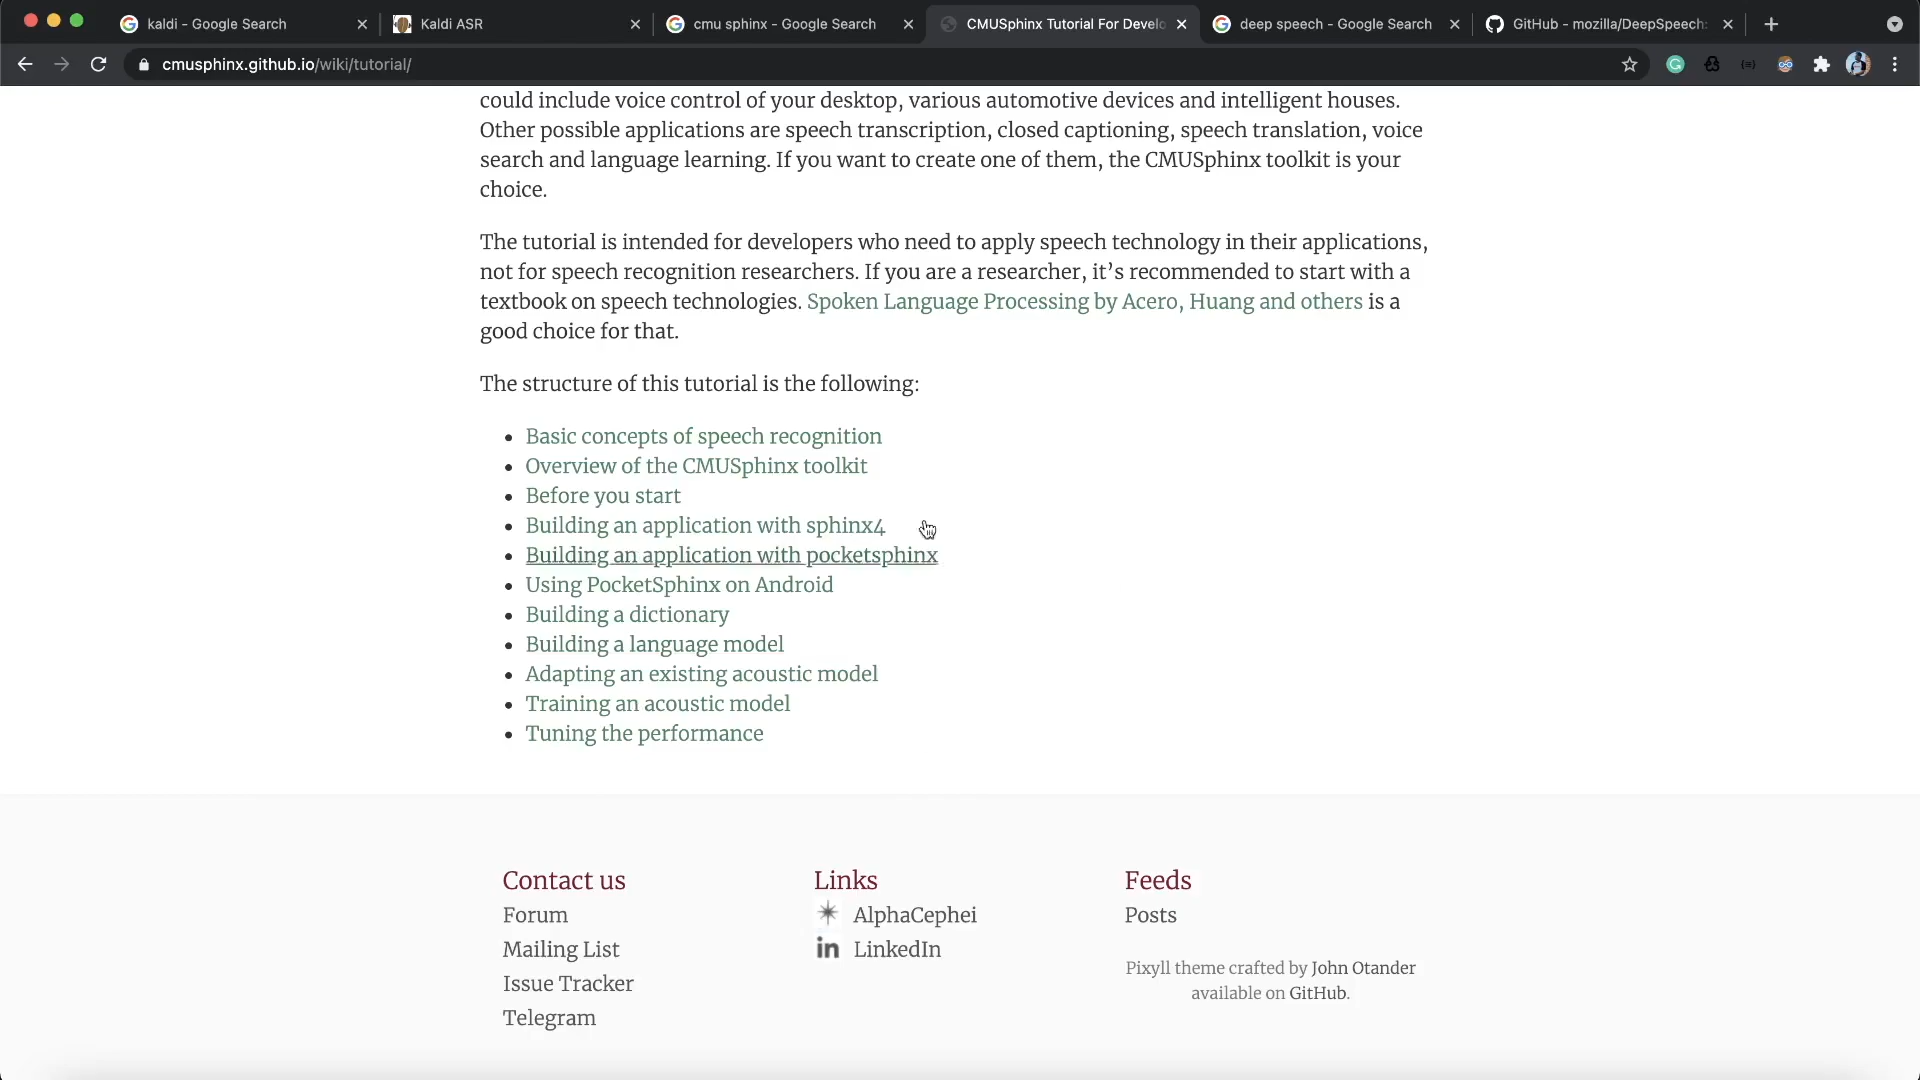 kaldi - Google Search
Kaldi ASR
cmu sphinx - Google Search
CMUSphinx Tutorial For Develo
deep speech - Google Search
GitHub - mozilla/DeepSpeech:
cmusphinx.github.io/wiki/tutorial/
could include voice control of your desktop, various automotive devices and intelligent houses.
Other possible applications are speech transcription, closed captioning, speech translation, voice
search and language learning. If you want to create one of them, the CMUSphinx toolkit is your
choice.
The tutorial is intended for developers who need to apply speech technology in their applications,
not for speech recognition researchers. If you are a researcher, it’s recommended to start with a
textbook on speech technologies. Spoken Language Processing by Acero, Huang and others is a
good choice for that.
The structure of this tutorial is the following:
• Basic concepts of speech recognition
• Overview of the CMUSphinx toolkit
• Before you start
• Building an application with sphinx4
• Building an application with pocketsphinx
• Using PocketSphinx on Android
• Building a dictionary
• Building a language model
• Adapting an existing acoustic model
• Training an acoustic model
• Tuning the performance
Contact us
Forum
Mailing List
Issue Tracker
Telegram
Links
AlphaCephei
in LinkedIn
Feeds
Posts
Pixyll theme crafted by John Otander
available on GitHub.